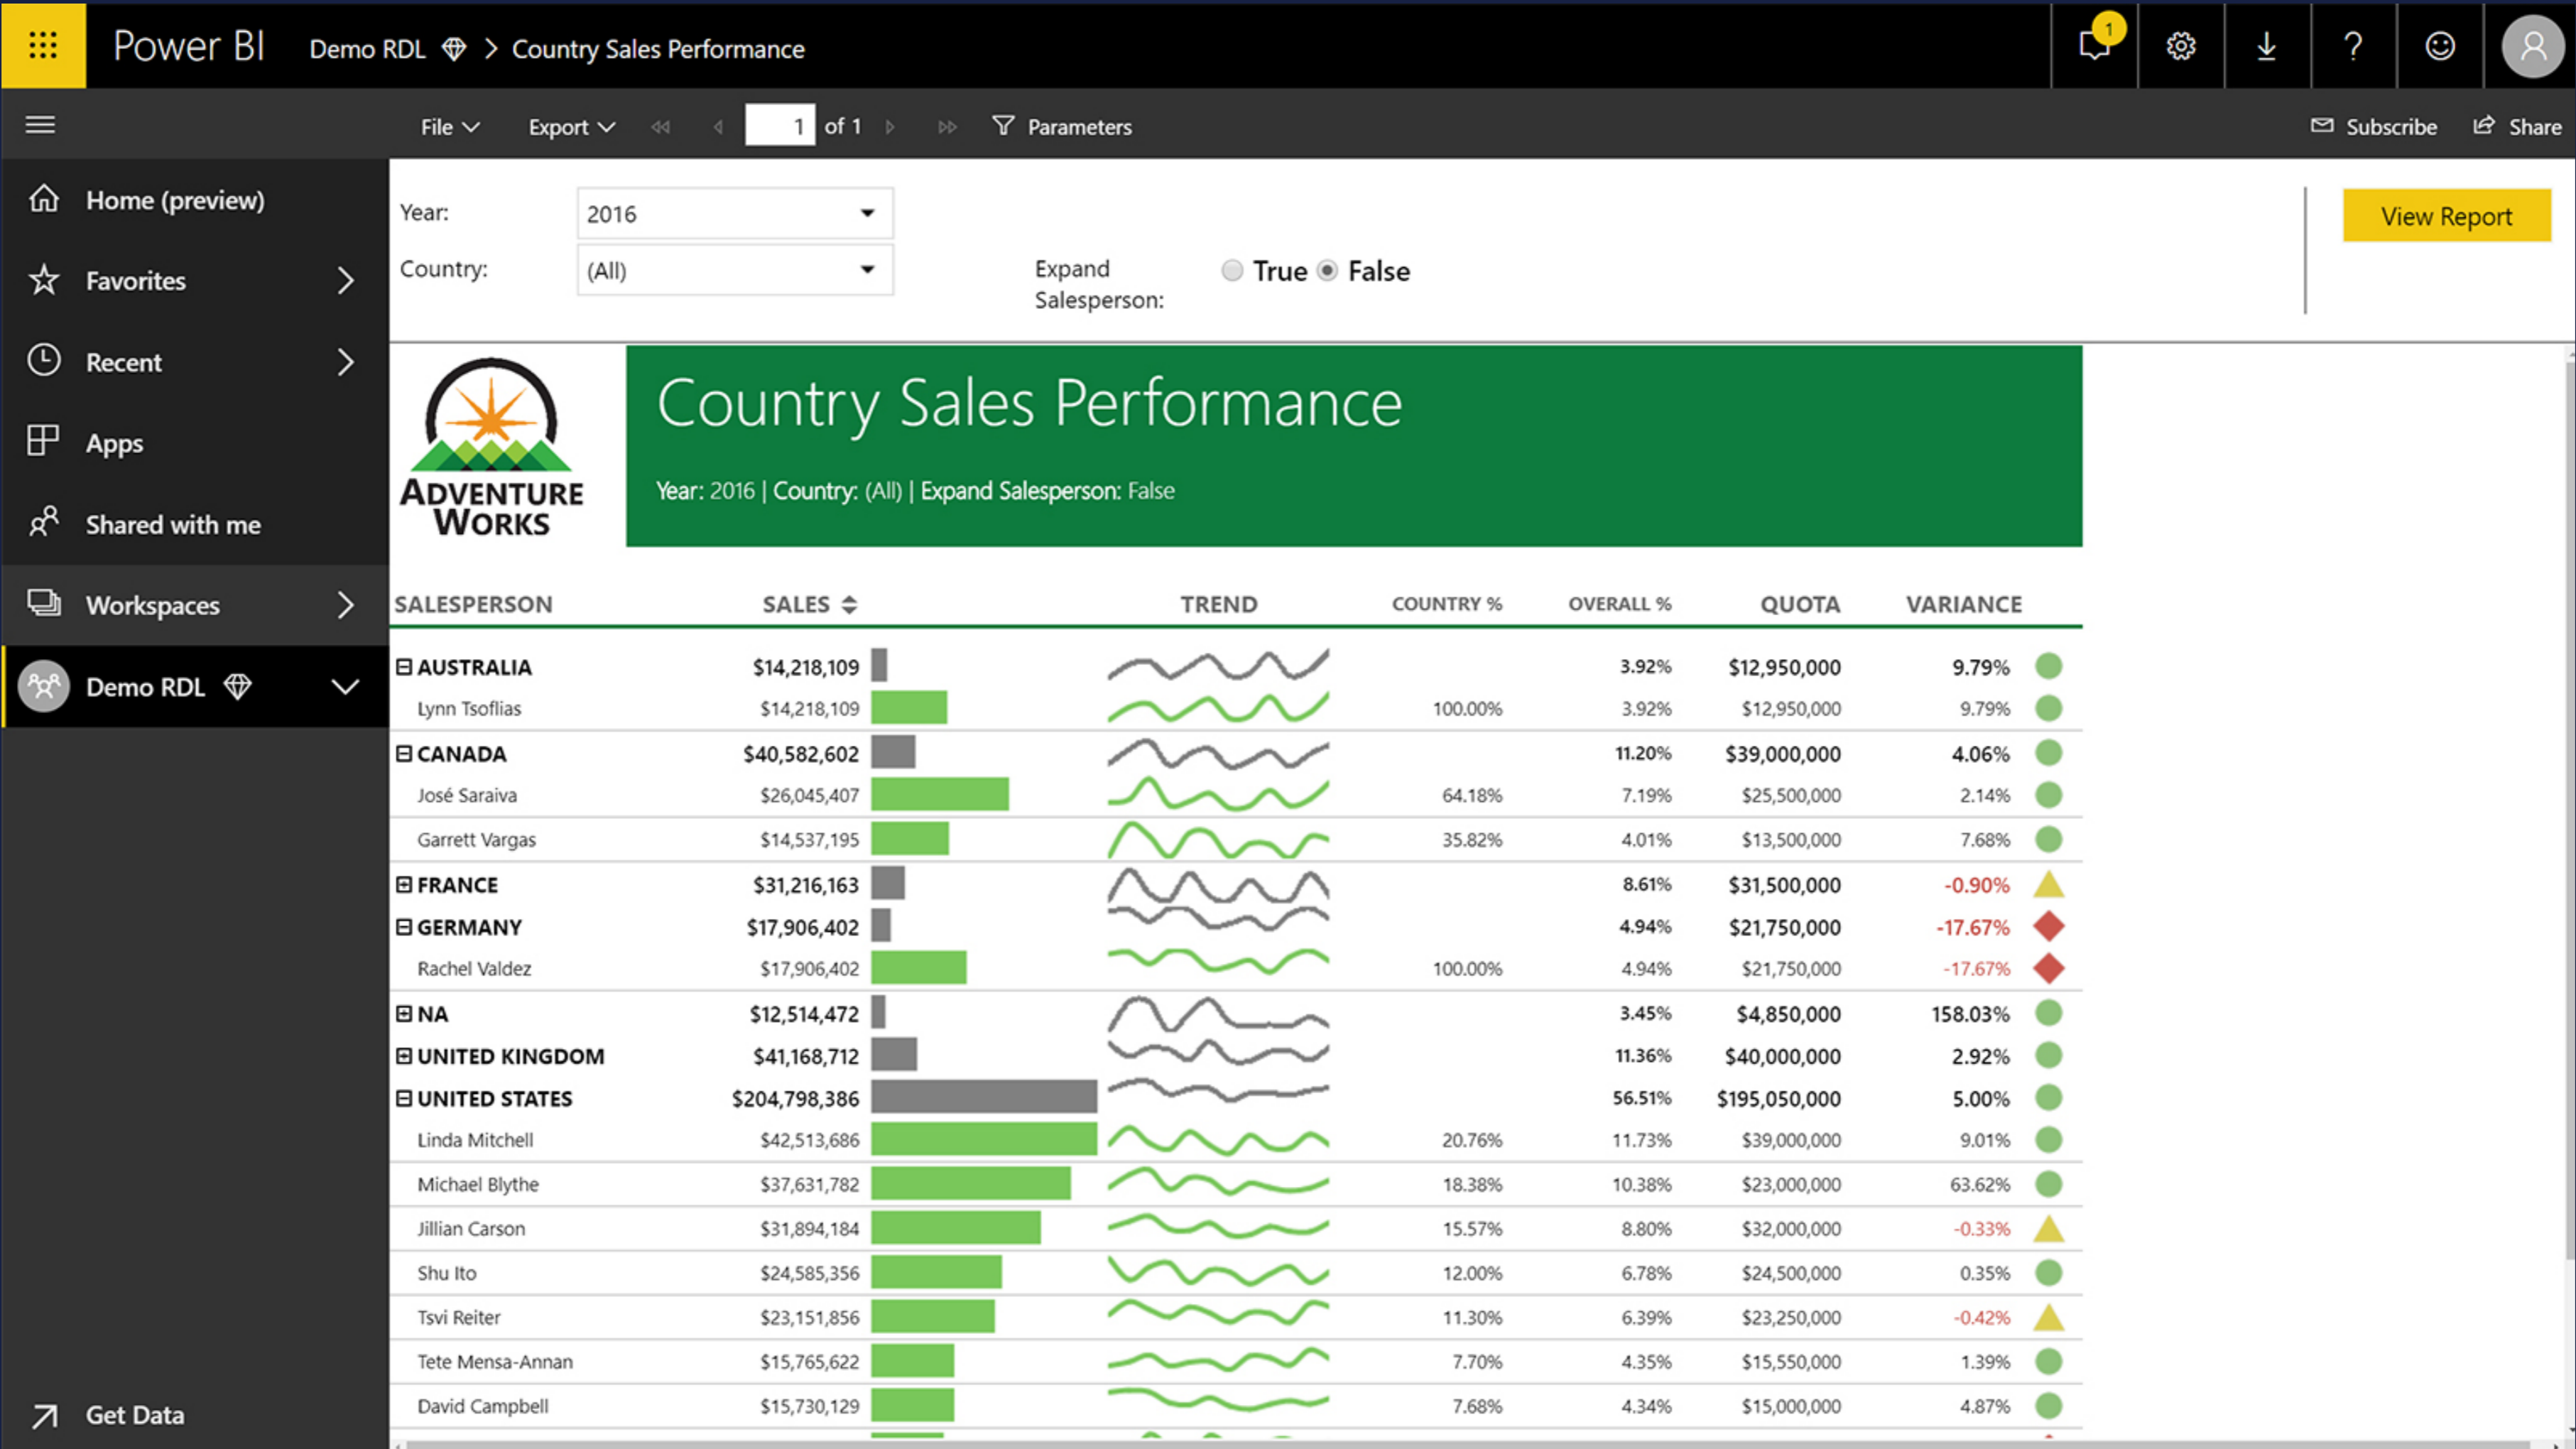 Power BI Demo RDL > Country Sales Performance 1 ?
File Export 1 of 1 Parameters Subscribe Share
Home (preview)
Favorites
Recent
Apps
Shared with me
Workspaces
Demo RDL
Get Data
Year: 2016 View Report
Country: (All) Expand Salesperson: True False
ADVENTURE
WORKS
Country Sales Performance
Year: 2016 | Country: (All) | Expand Salesperson: False
SALESPERSON SALES TREND COUNTRY % OVERALL % QUOTA VARIANCE
AUSTRALIA $14,218,109 3.92% $12,950,000 9.79%
Lynn Tsoflias $14,218,109 100.00% 3.92% $12,950,000 9.79%
CANADA $40,582,602 11.20% $39,000,000 4.06%
José Saraiva $26,045,407 64.18% 7.19% $25,500,000 2.14%
Garrett Vargas $14,537,195 35.82% 4.01% $13,500,000 7.68%
FRANCE $31,216,163 8.61% $31,500,000 -0.90%
GERMANY $17,906,402 4.94% $21,750,000 -17.67%
Rachel Valdez $17,906,402 100.00% 4.94% $21,750,000 -17.67%
NA $12,514,472 3.45% $4,850,000 158.03%
UNITED KINGDOM $41,168,712 11.36% $40,000,000 2.92%
UNITED STATES $204,798,386 56.51% $195,050,000 5.00%
Linda Mitchell $42,513,686 20.76% 11.73% $39,000,000 9.01%
Michael Blythe $37,631,782 18.38% 10.38% $23,000,000 63.62%
Jillian Carson $31,894,184 15.57% 8.80% $32,000,000 -0.33%
Shu Ito $24,585,356 12.00% 6.78% $24,500,000 0.35%
Tsvi Reiter $23,151,856 11.30% 6.39% $23,250,000 -0.42%
Tete Mensa-Annan $15,765,622 7.70% 4.35% $15,550,000 1.39%
David Campbell $15,730,129 7.68% 4.34% $15,000,000 4.87%